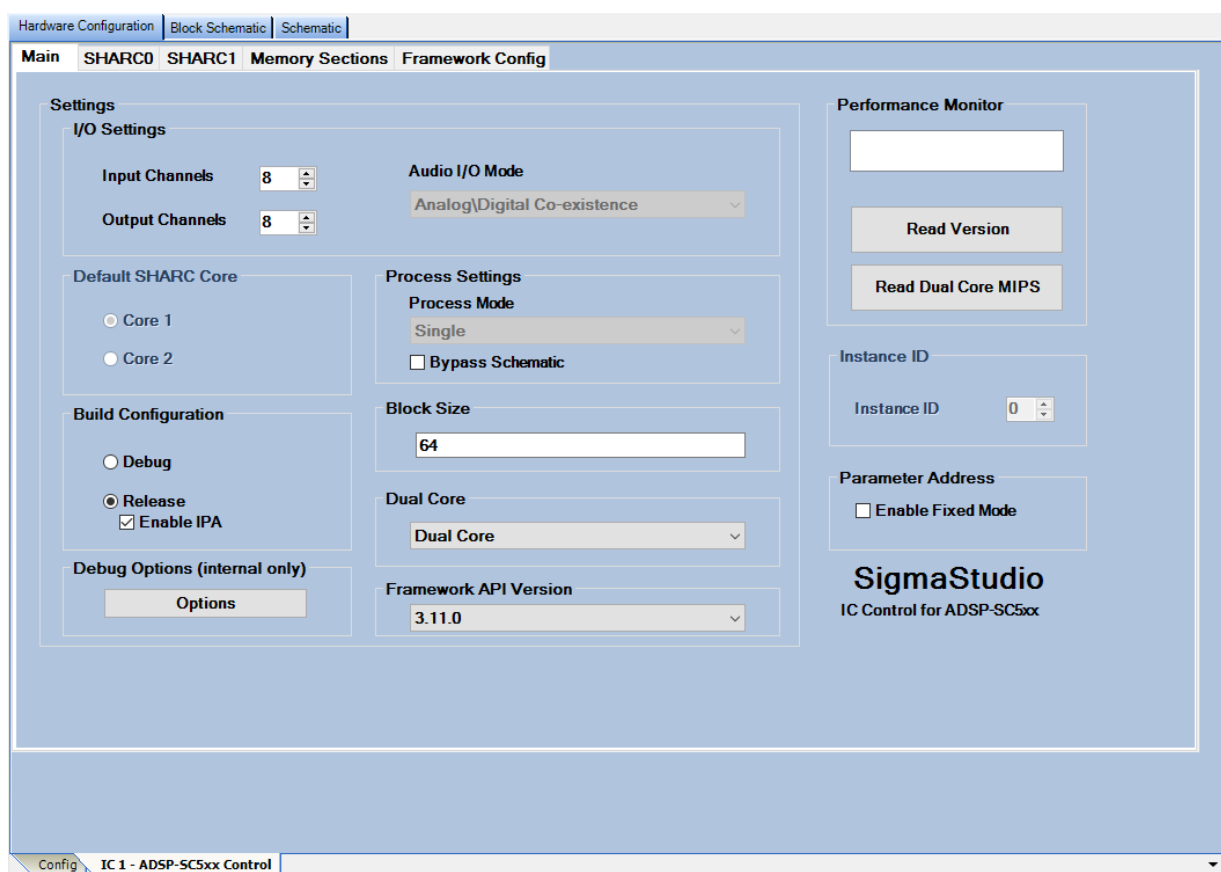 Hardware Configuration Block Schematic Schematic
Main SHARC0 SHARC1 Memory Sections Framework Config
Settings
I/O Settings
Input Channels 8
Output Channels 8
Audio I/O Mode
Analog\Digital Co-existence
Default SHARC Core
Core 1
Core 2
Process Settings
Process Mode
Single
Bypass Schematic
Build Configuration
Debug
Release
Enable IPA
Block Size
64
Dual Core
Dual Core
Debug Options (internal only)
Options
Framework API Version
3.11.0
Performance Monitor
Read Version
Read Dual Core MIPS
Instance ID
Instance ID 0
Parameter Address
Enable Fixed Mode
SigmaStudio
IC Control for ADSP-SC5xx
Config IC 1 - ADSP-SC5xx Control